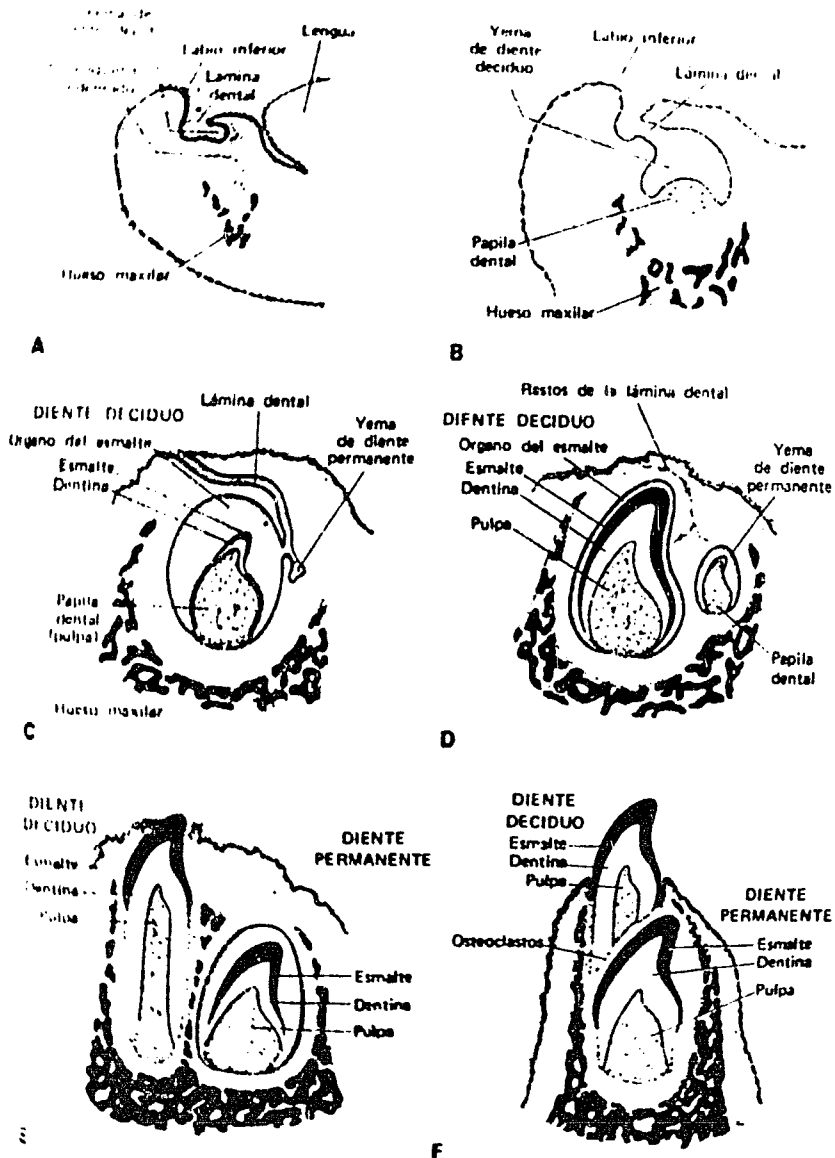 Labio inferior
Lengua
Lámina
dental
Hueso maxilar
A
Yema
de diente
deciduo
Labio inferior
Lámina dental
Papila
dental
Hueso maxilar
B
DIENTE DECIDUO
Lámina dental
Organo del esmalte
Esmalte
Dentina
Yema
de diente
permanente
Papila
dental
(pulpa)
Hueso maxilar
C
Restos de la lámina dental
DIENTE DECIDUO
Organo del esmalte
Esmalte
Dentina
Pulpa
Yema
de diente
permanente
Papila
dental
D
DIENTE
DECIDUO
Esmalte
Dentina
Pulpa
DIENTE
PERMANENTE
Esmalte
Dentina
Pulpa
E
DIENTE
DECIDUO
Esmalte
Dentina
Pulpa
Osteoclastos
DIENTE
PERMANENTE
Esmalte
Dentina
Pulpa
F